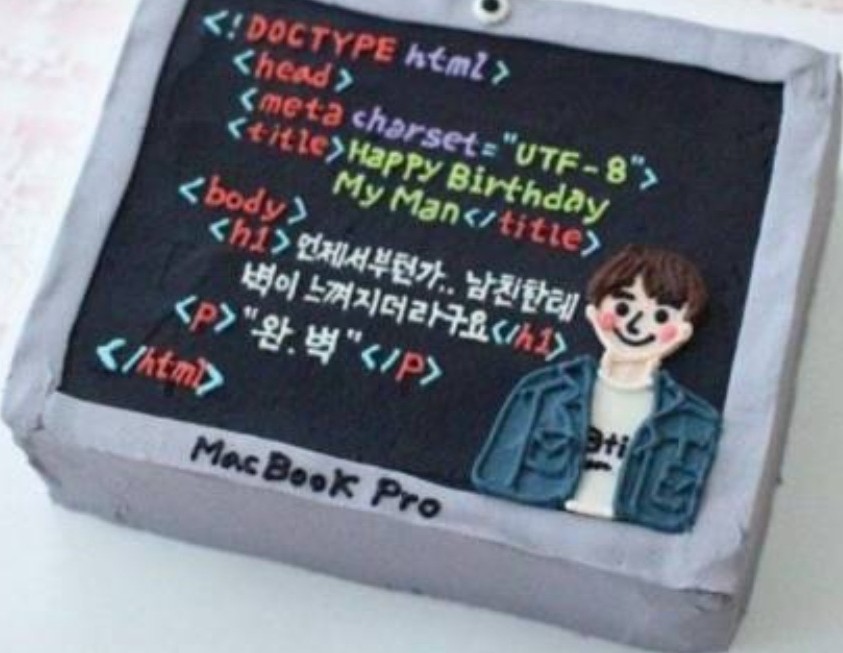 <!DOCTYPE html>
<head>
<meta charset="UTF-8">
<title>Happy Birthday
My Man</title>
<body>
<h1>언제서부턴가.. 남친한테
벽이 느껴지더라구요</h1>
<p>"완.벽"</p>
</html>
MacBook Pro